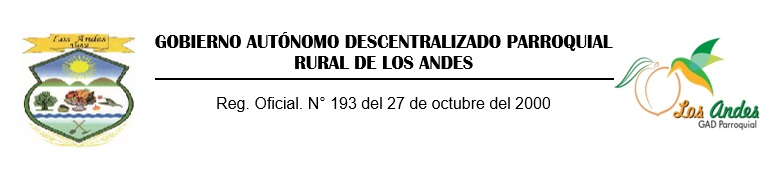 Los Andes
GOBIERNO AUTÓNOMO DESCENTRALIZADO PARROQUIAL
RURAL DE LOS ANDES
Reg. Oficial. N° 193 del 27 de octubre del 2000
Los Andes
GAD Parroquial